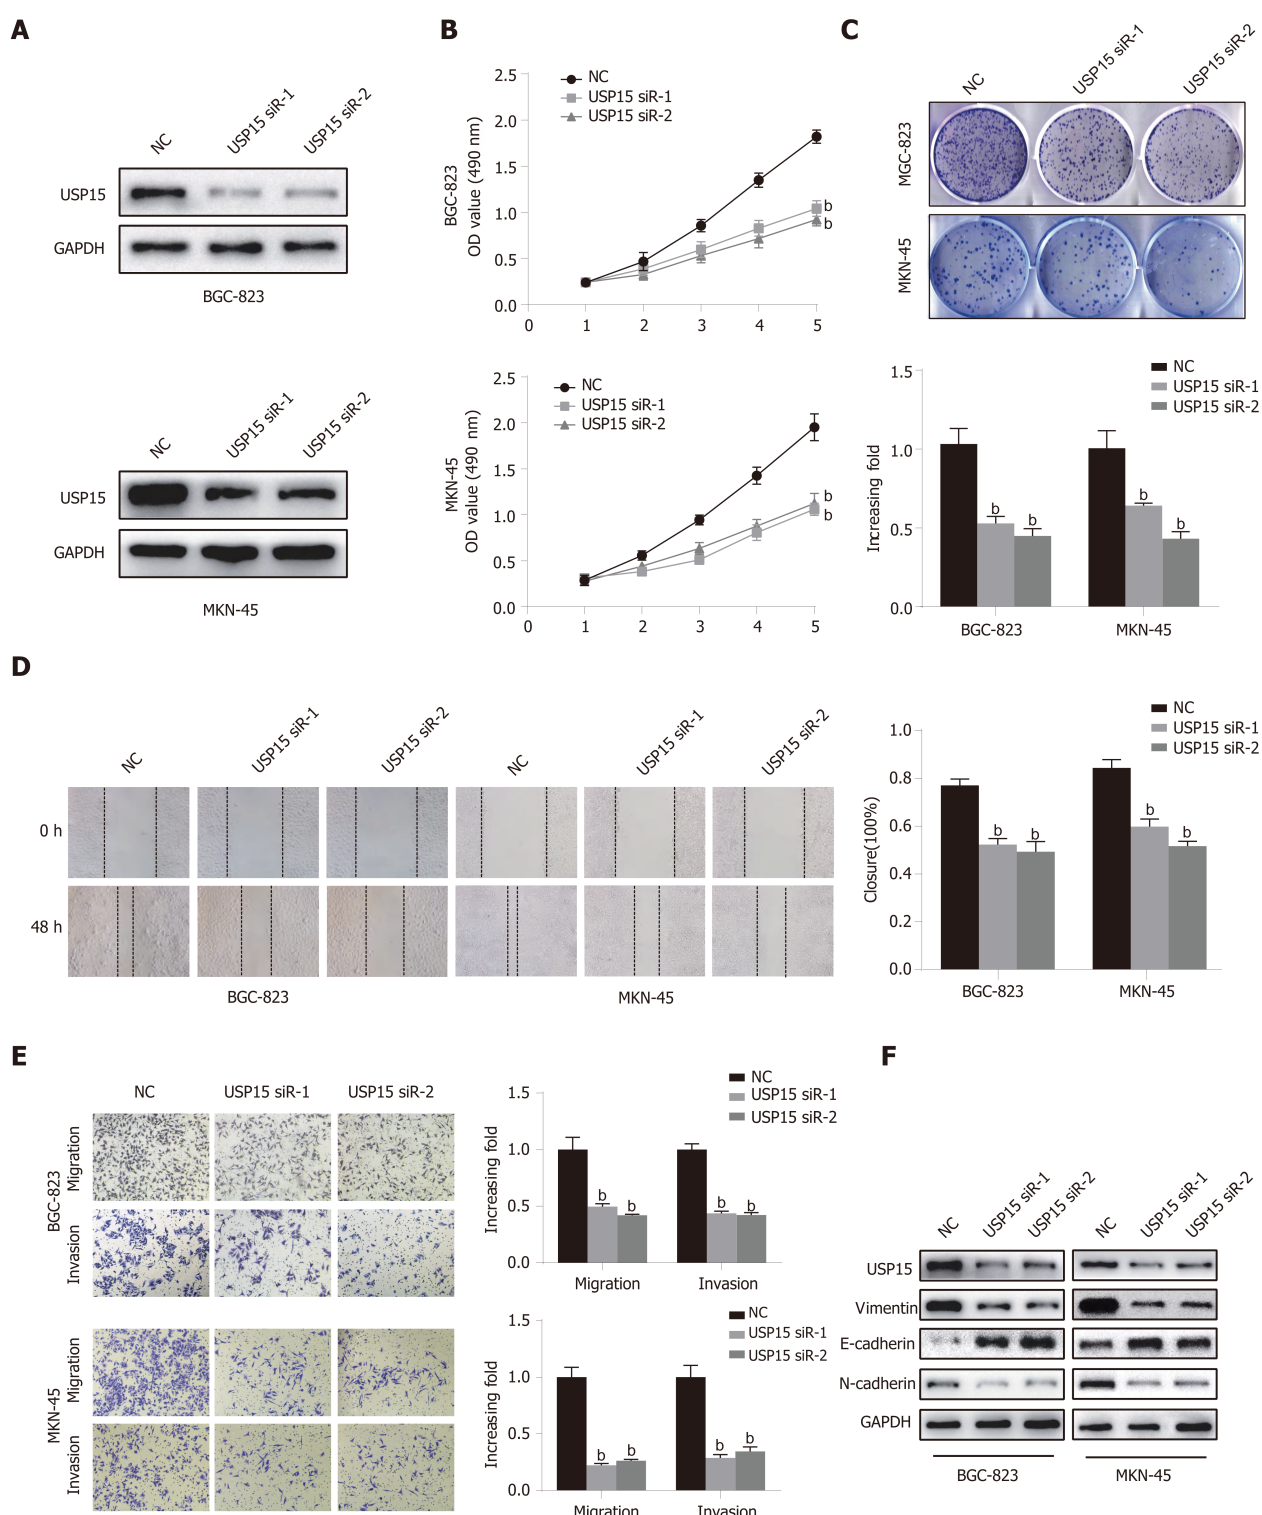 A
NC
USP15 siR-1
USP15 siR-2
USP15
GAPDH
BGC-823
NC
USP15 siR-1
USP15 siR-2
USP15
GAPDH
MKN-45
B
BGC-823
OD value (490 nm)
2.5
2.0
1.5
1.0
0.5
0.0
NC
USP15 siR-1
USP15 siR-2
b
b
0 1 2 3 4 5
MKN-45
OD value (490 nm)
2.5
2.0
1.5
1.0
0.5
0.0
NC
USP15 siR-1
USP15 siR-2
b
b
0 1 2 3 4 5
C
NC
USP15 siR-1
USP15 siR-2
MGC-823
MKN-45
Increasing fold
1.5
1.0
0.5
0.0
NC
USP15 siR-1
USP15 siR-2
b b b b
BGC-823 MKN-45
D
NC
USP15 siR-1
USP15 siR-2
NC
USP15 siR-1
USP15 siR-2
0 h
48 h
BGC-823 MKN-45
Closure(100%)
1.0
0.8
0.6
0.4
0.2
0.0
NC
USP15 siR-1
USP15 siR-2
b b b b
BGC-823 MKN-45
E
NC USP15 siR-1 USP15 siR-2
BGC-823
Migration
Invasion
MKN-45
Migration
Invasion
Increasing fold
1.5
1.0
0.5
0.0
NC
USP15 siR-1
USP15 siR-2
b b b b
Migration Invasion
Increasing fold
1.5
1.0
0.5
0.0
NC
USP15 siR-1
USP15 siR-2
b b b b
Migration Invasion
F
NC
USP15 siR-1
USP15 siR-2
NC
USP15 siR-1
USP15 siR-2
USP15
Vimentin
E-cadherin
N-cadherin
GAPDH
BGC-823 MKN-45